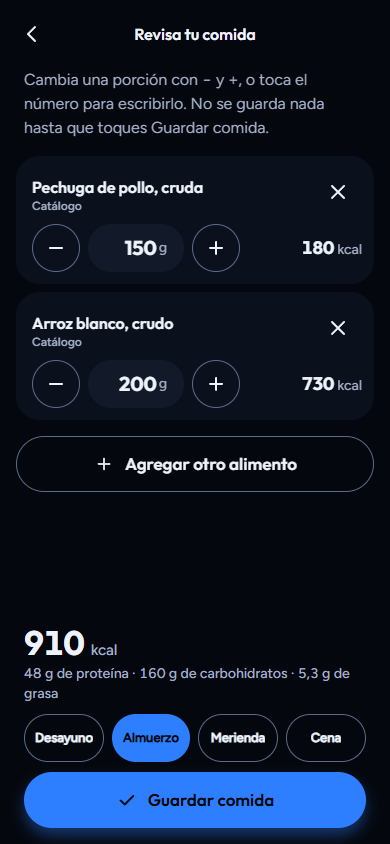 Revisa tu comida
Cambia una porción con - y +, o toca el
número para escribirlo. No se guarda nada
hasta que toques Guardar comida.
Pechuga de pollo, cruda
Catálogo
150 g
180 kcal
Arroz blanco, crudo
Catálogo
200 g
730 kcal
+ Agregar otro alimento
910 kcal
48 g de proteína · 160 g de carbohidratos · 5,3 g de
grasa
Desayuno Almuerzo Merienda Cena
Guardar comida